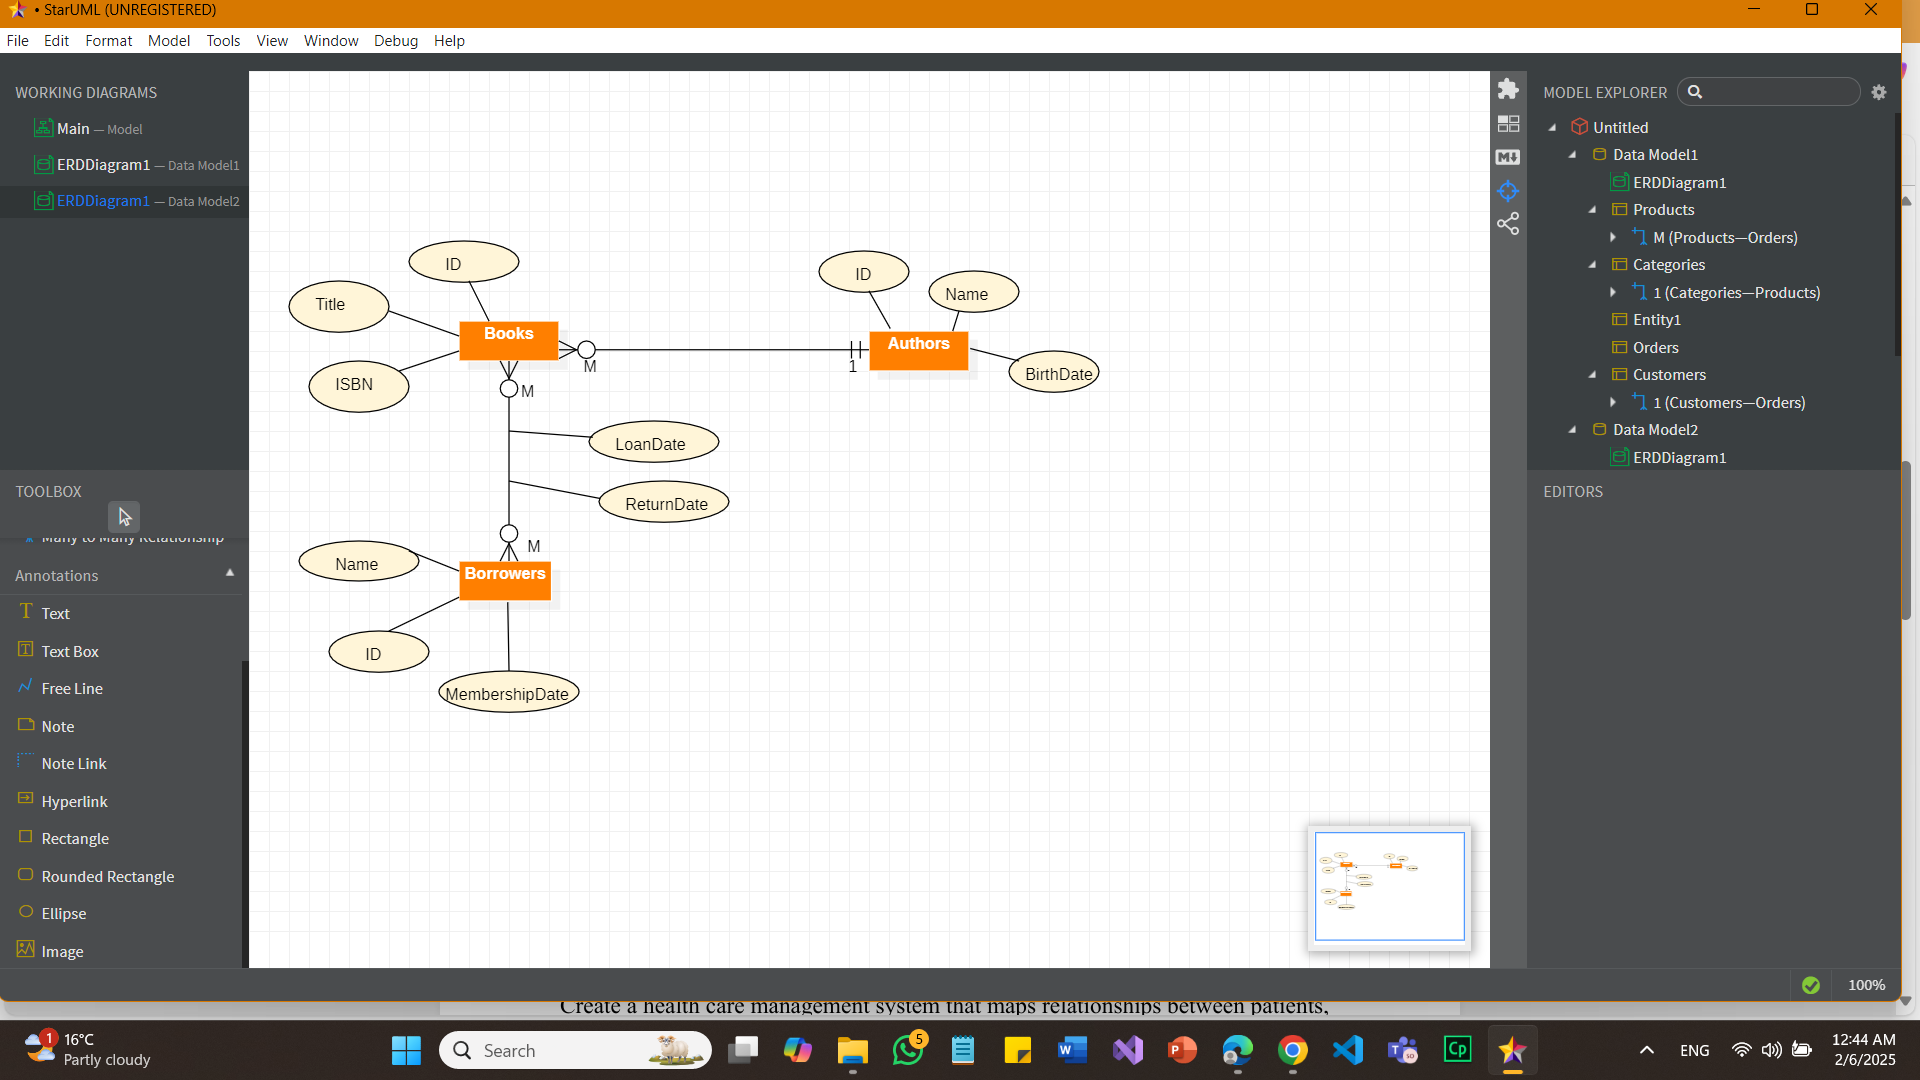 • StarUML (UNREGISTERED)
File Edit Format Model Tools View Window Debug Help
WORKING DIAGRAMS
Main — Model
ERDDiagram1 — Data Model1
ERDDiagram1 — Data Model2
TOOLBOX
Many to Many Relationship
Annotations
Text
Text Box
Free Line
Note
Note Link
Hyperlink
Rectangle
Rounded Rectangle
Ellipse
Image
ID
Title
ISBN
Books
M
M
1
ID
Name
Authors
BirthDate
LoanDate
ReturnDate
M
Name
Borrowers
ID
MembershipDate
MODEL EXPLORER
Untitled
Data Model1
ERDDiagram1
Products
M (Products—Orders)
Categories
1 (Categories—Products)
Entity1
Orders
Customers
1 (Customers—Orders)
Data Model2
ERDDiagram1
EDITORS
100%
Create a health care management system that maps relationships between patients,
1
16°C
Partly cloudy
Search
5
ENG
12:44 AM
2/6/2025